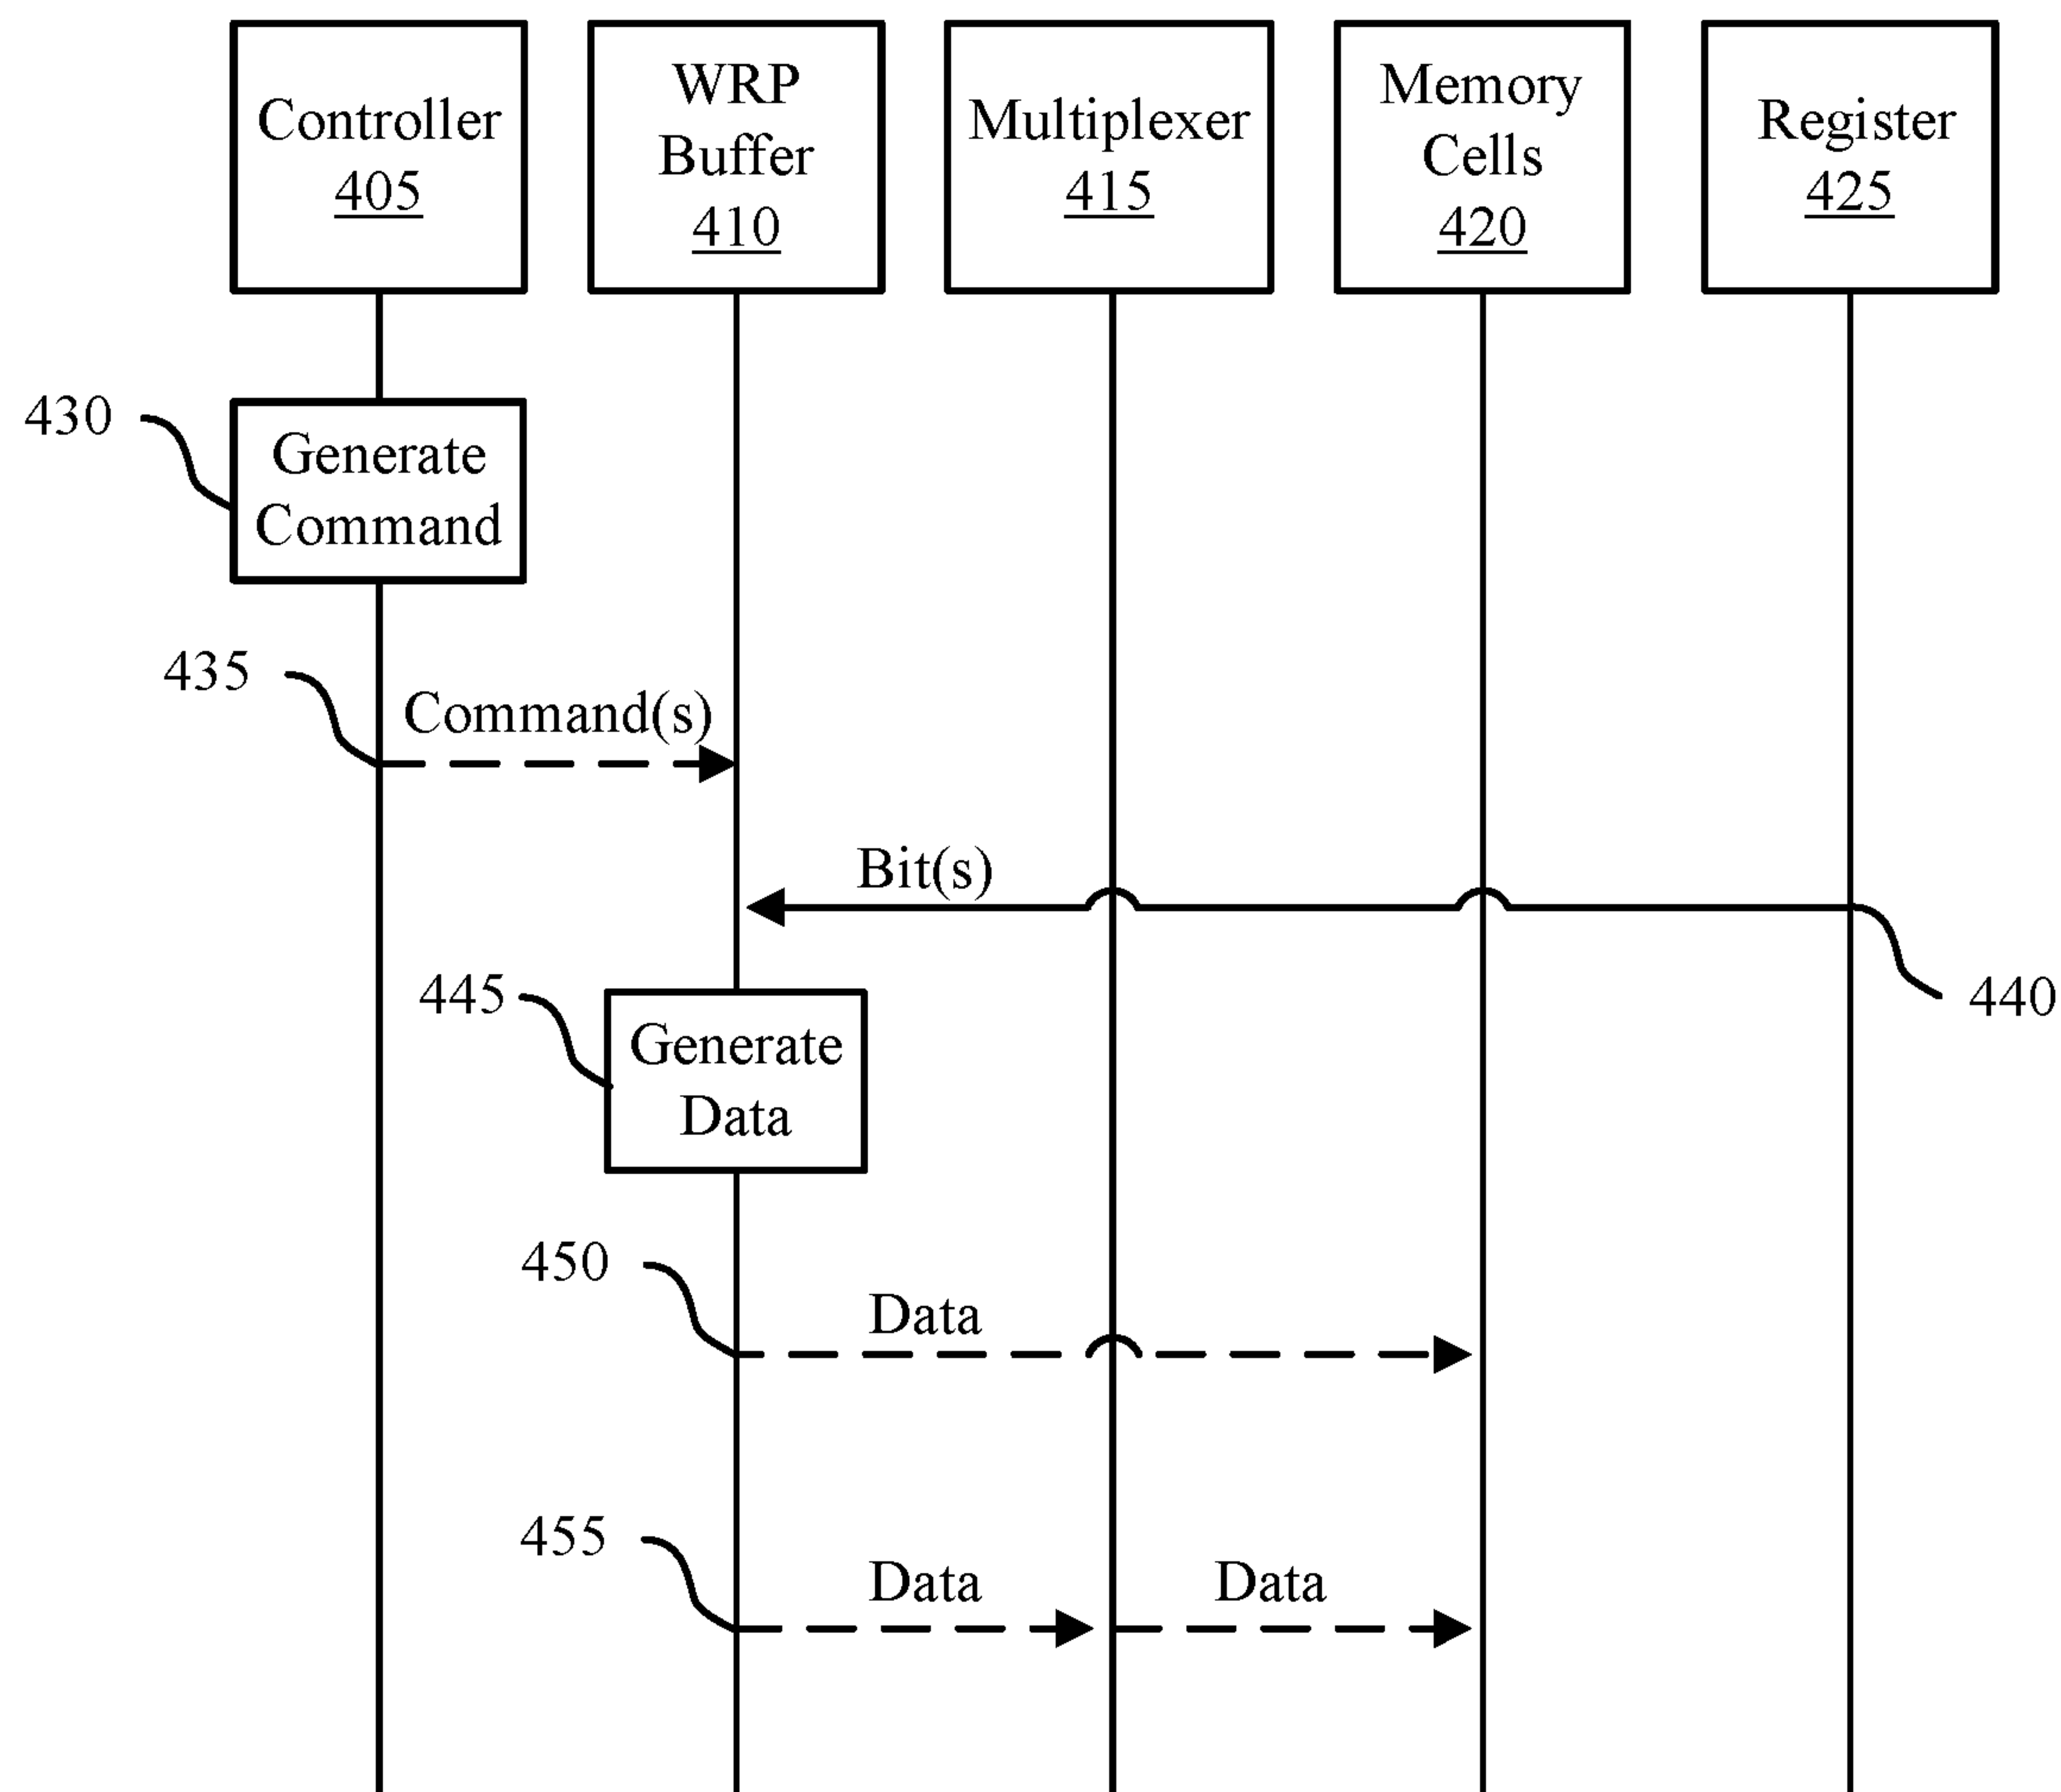 Controller
405
WRP
Buffer
410
Multiplexer
415
Memory
Cells
420
Register
425
430
Generate
Command
435
Command(s)
Bit(s)
440
445
Generate
Data
450
Data
455
Data
Data